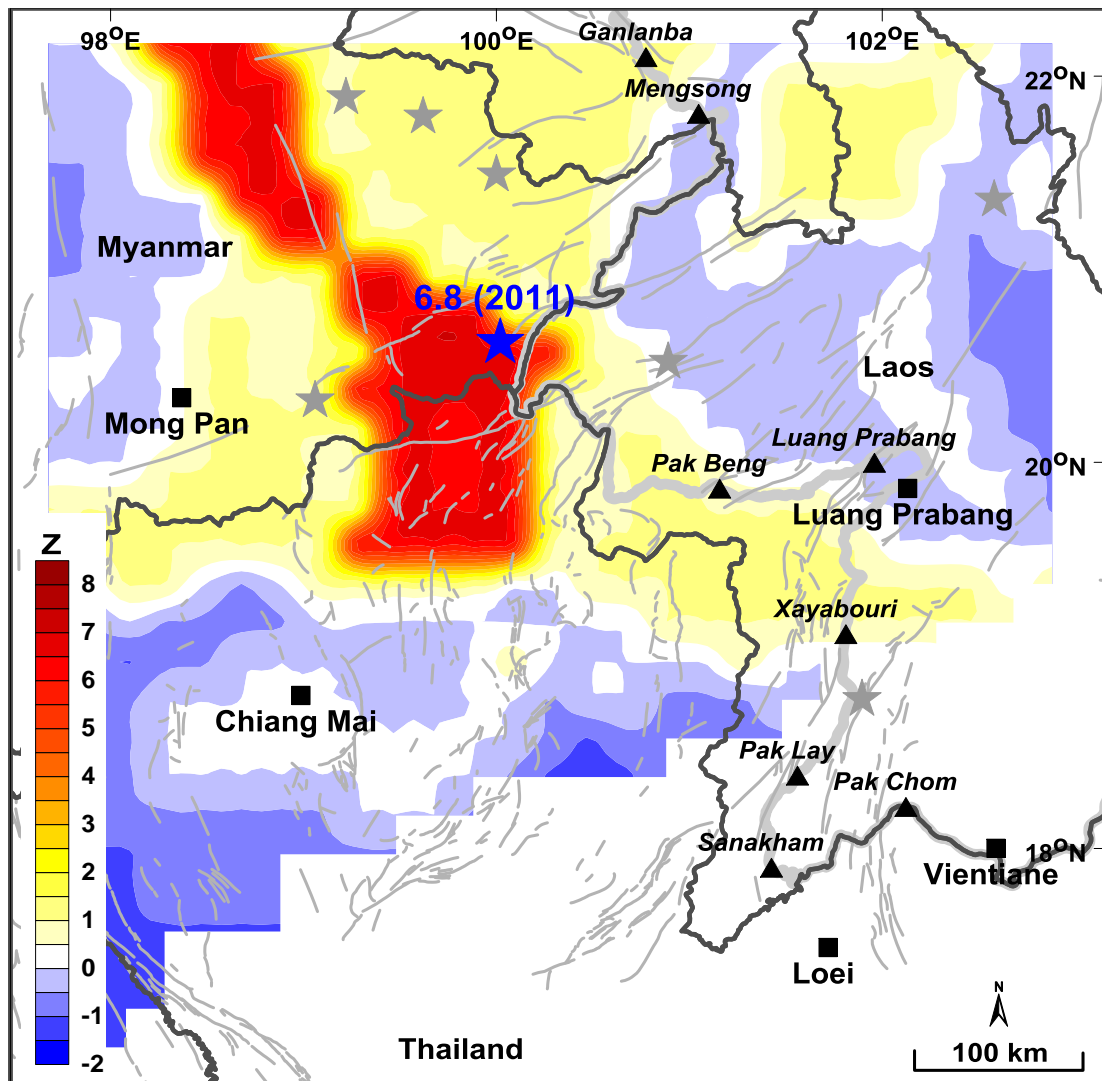 98°E
100°E
102°E
Ganlanba
22°N
Mengsong
Myanmar
6.8 (2011)
Laos
Mong Pan
Luang Prabang
Pak Beng
20°N
Luang Prabang
Z
8
7
6
5
4
3
2
1
0
-1
-2
Xayabouri
Chiang Mai
Pak Lay
Pak Chom
Sanakham
18°N
Vientiane
Loei
N
Thailand
100 km